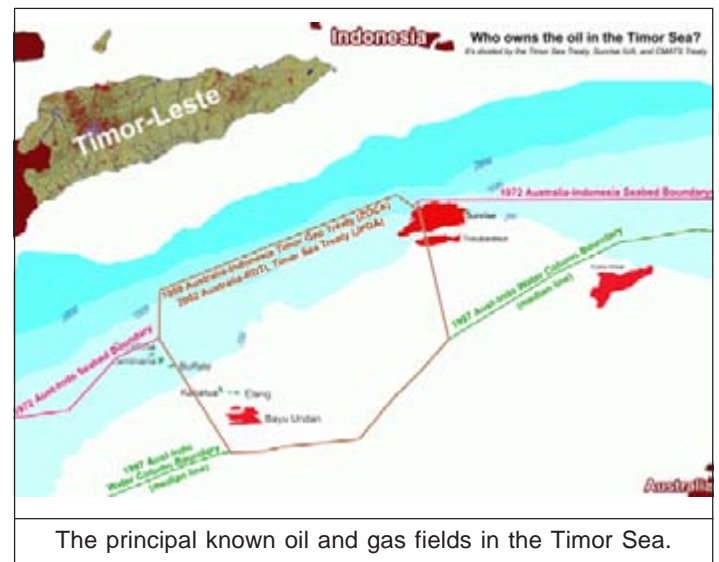 Indonesia
Who owns the oil in the Timor Sea?
It's divided by the Timor Sea Treaty, Sunrise IUA, and CMATS Treaty.
Timor-Leste
1972 Australia-Indonesia Seabed Boundary
Sunrise
Troubadour
1989 Australia-Indonesia Timor Gap Treaty (ZOCA)
2002 Australia-RDTL Timor Sea Treaty (JPDA)
1997 Aust-Indo Water Column Boundary
(median line)
1972 Aust-Indo Seabed Boundary
Laminaria
Buffalo
Kakatua
Elang
Bayu Undan
1997 Aust-Indo
Water Column Boundary
(median line)
Australia
The principal known oil and gas fields in the Timor Sea.